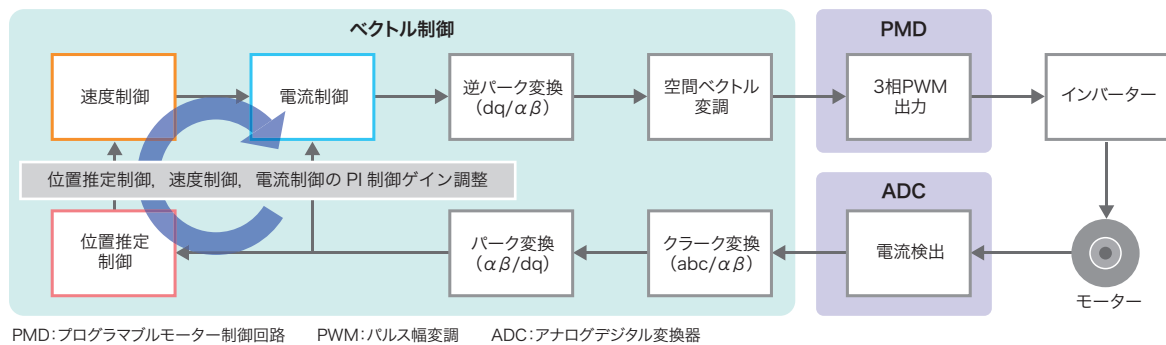 ベクトル制御
PMD
速度制御
電流制御
逆パーク変換
(dq/αβ)
空間ベクトル
変調
3相PWM
出力
インバーター
位置推定制御,速度制御,電流制御の PI 制御ゲイン調整
ADC
位置推定
制御
パーク変換
(αβ/dq)
クラーク変換
(abc/αβ)
電流検出
モーター
PMD:プログラマブルモーター制御回路 PWM:パルス幅変調 ADC:アナログデジタル変換器